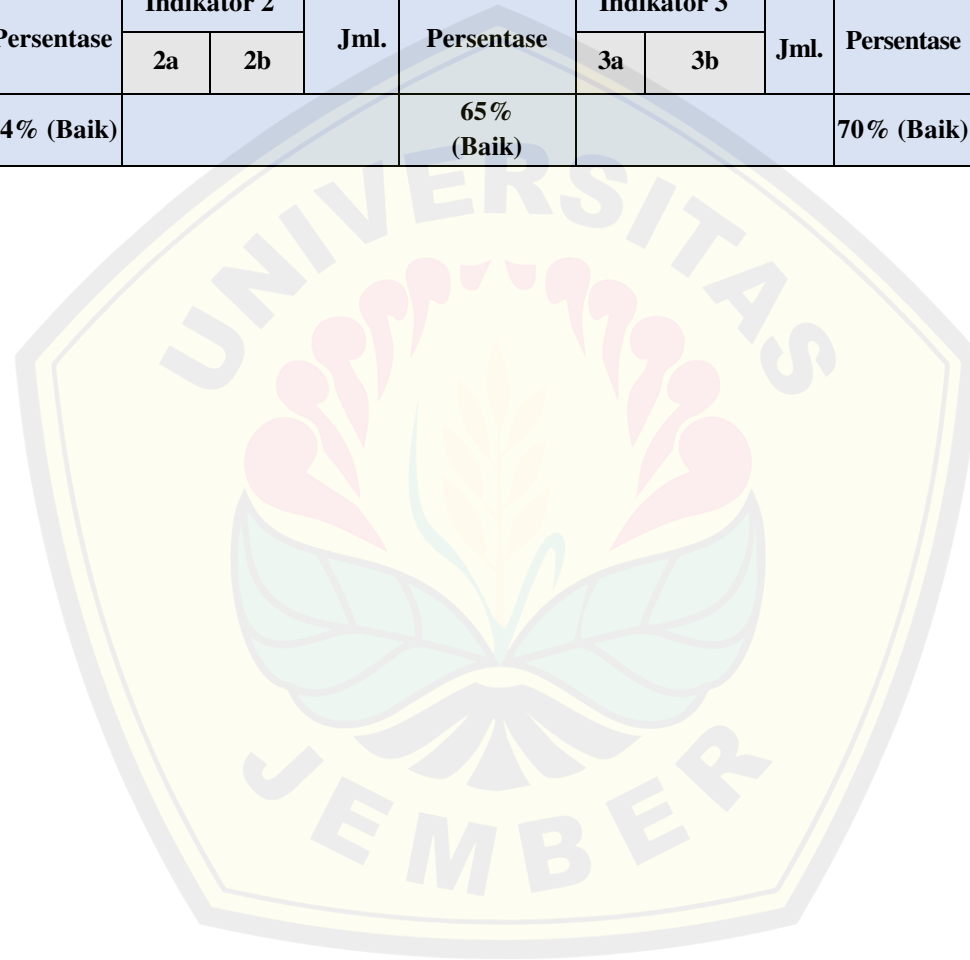 Indikator 2
Indikator 3
Persentase
Jml.
Persentase
Jml.
Persentase
2a
2b
3a
3b
4% (Baik)
65%
(Baik)
70% (Baik)
UNIVERSITAS
JEMBER